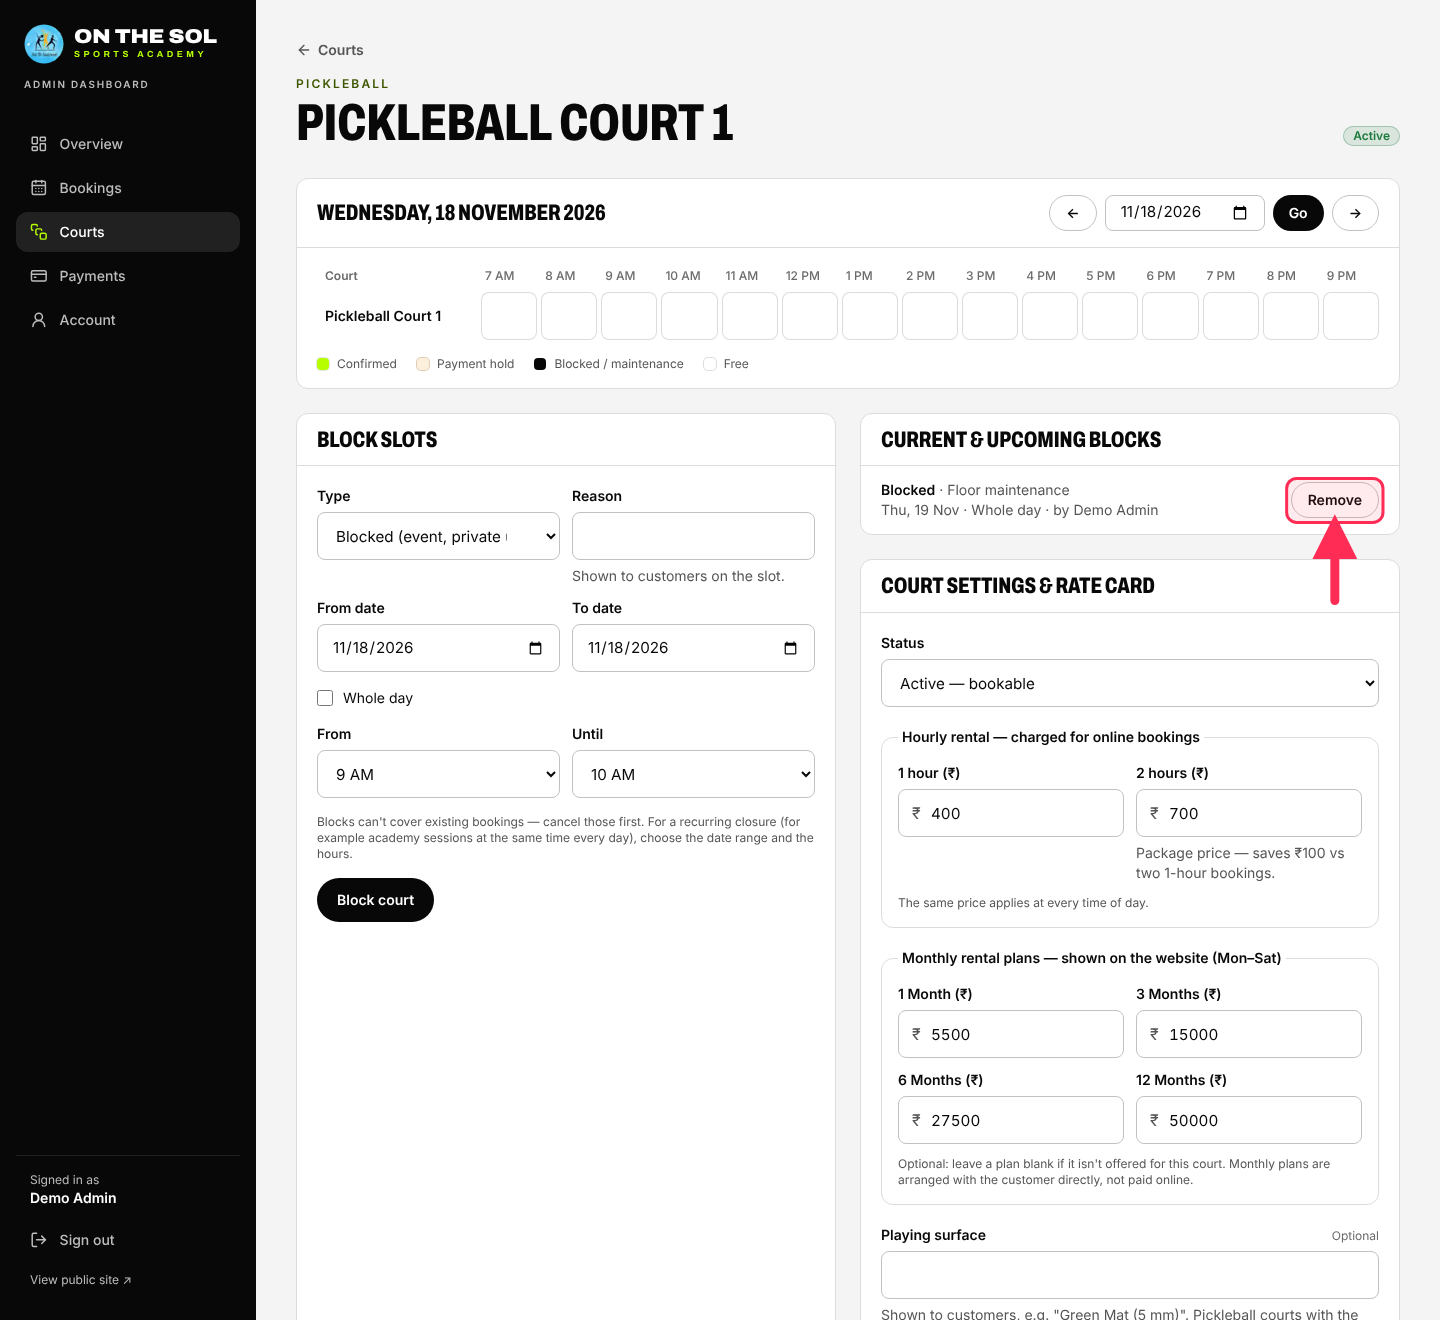 ON THE SOL
SPORTS ACADEMY
ADMIN DASHBOARD
Overview
Bookings
Courts
Payments
Account
Signed in as
Demo Admin
Sign out
View public site ↗
← Courts
PICKLEBALL
PICKLEBALL COURT 1
Active
WEDNESDAY, 18 NOVEMBER 2026
← 11/18/2026 Go →
Court 7 AM 8 AM 9 AM 10 AM 11 AM 12 PM 1 PM 2 PM 3 PM 4 PM 5 PM 6 PM 7 PM 8 PM 9 PM
Pickleball Court 1
Confirmed Payment hold Blocked / maintenance Free
BLOCK SLOTS
Type Reason
Blocked (event, private
Shown to customers on the slot.
From date To date
11/18/2026 11/18/2026
Whole day
From Until
9 AM 10 AM
Blocks can't cover existing bookings — cancel those first. For a recurring closure (for
example academy sessions at the same time every day), choose the date range and the
hours.
Block court
CURRENT & UPCOMING BLOCKS
Blocked · Floor maintenance
Thu, 19 Nov · Whole day · by Demo Admin
Remove
COURT SETTINGS & RATE CARD
Status
Active — bookable
Hourly rental — charged for online bookings
1 hour (₹) 2 hours (₹)
₹ 400 ₹ 700
Package price — saves ₹100 vs
two 1-hour bookings.
The same price applies at every time of day.
Monthly rental plans — shown on the website (Mon–Sat)
1 Month (₹) 3 Months (₹)
₹ 5500 ₹ 15000
6 Months (₹) 12 Months (₹)
₹ 27500 ₹ 50000
Optional: leave a plan blank if it isn't offered for this court. Monthly plans are
arranged with the customer directly, not paid online.
Playing surface Optional
Shown to customers, e.g. "Green Mat (5 mm)". Pickleball courts with the